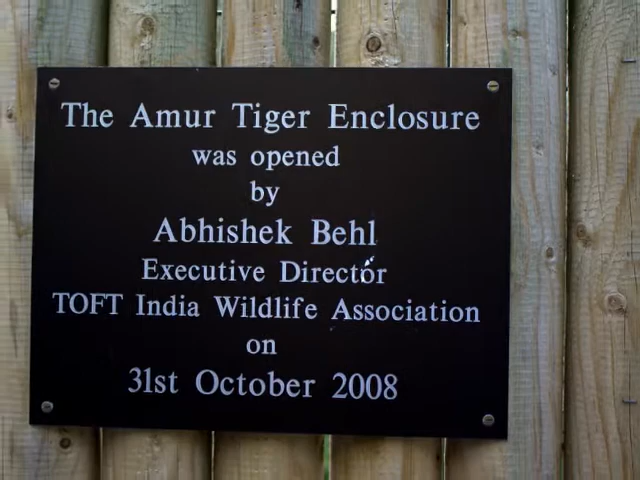 The Amur Tiger Enclosure
was opened
by
Abhishek Behl
Executive Director
TOFT India Wildlife Association
on
31st October 2008